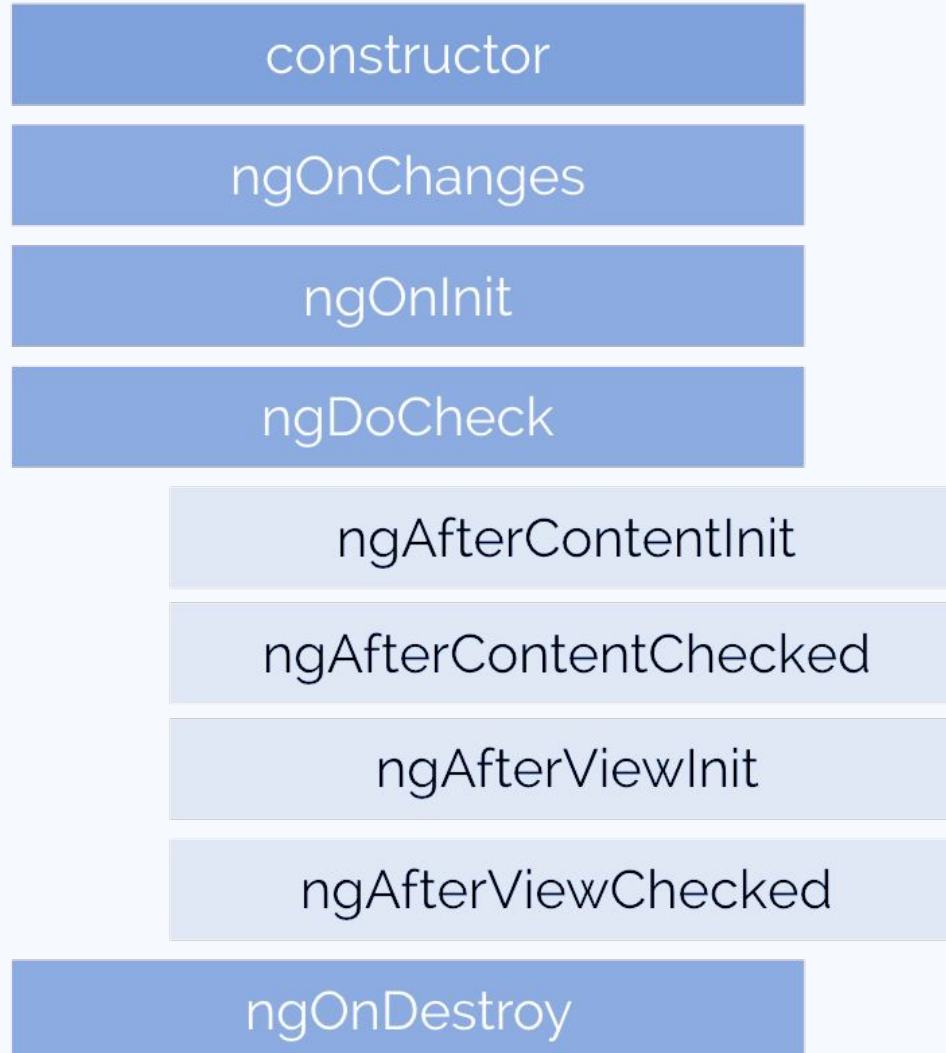 constructor
ngOnChanges
ngOnInit
ngDoCheck
ngAfterContentInit
ngAfterContentChecked
ngAfterViewInit
ngAfterViewChecked
ngOnDestroy